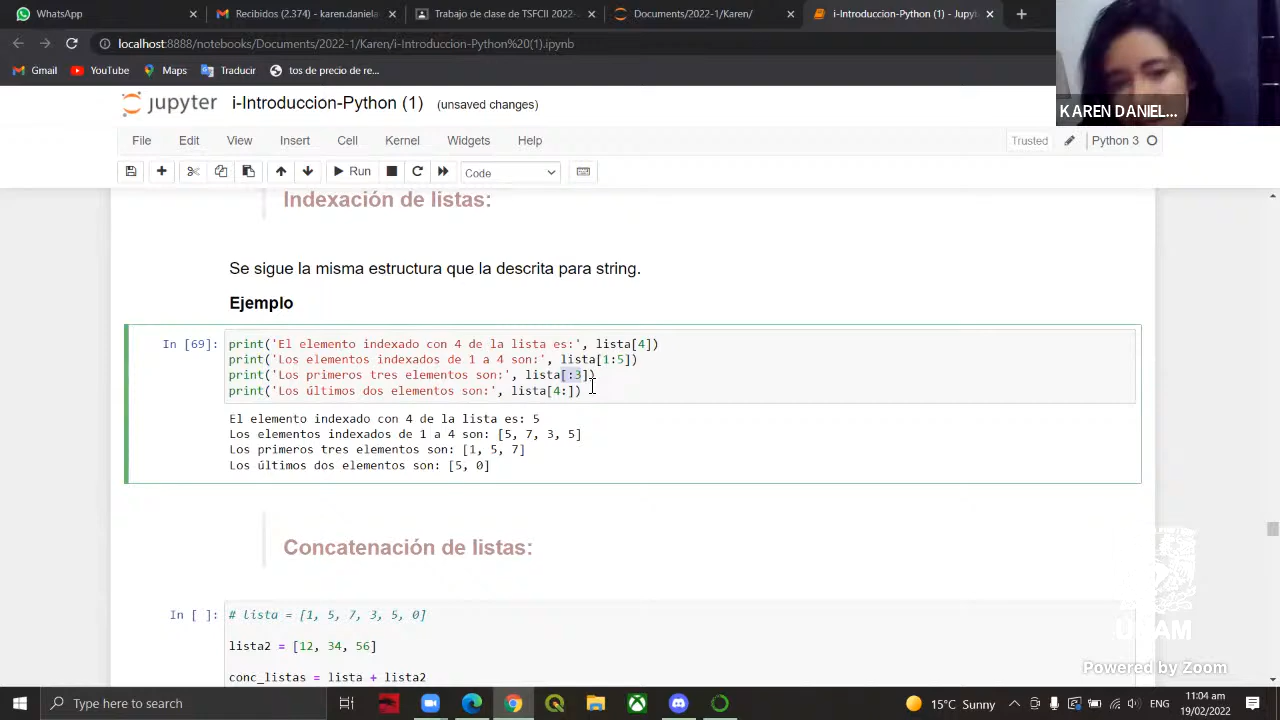 WhatsApp
Recibidos (2.374) - karen.daniela
Trabajo de clase de TSFCII 2022-
Documents/2022-1/Karen/
i-Introduccion-Python (1) - Jupyt
localhost:8888/notebooks/Documents/2022-1/Karen/i-Introduccion-Python%20(1).ipynb
Gmail
YouTube
Maps
Traducir
tos de precio de re...
KAREN DANIEL...
jupyter
i-Introduccion-Python (1)
(unsaved changes)
File Edit View Insert Cell Kernel Widgets Help
Trusted
Python 3
Run
Code
Indexación de listas:
Se sigue la misma estructura que la descrita para string.
Ejemplo
In [69]: print('El elemento indexado con 4 de la lista es:', lista[4])
print('Los elementos indexados de 1 a 4 son:', lista[1:5])
print('Los primeros tres elementos son:', lista[:3])
print('Los últimos dos elementos son:', lista[4:])
El elemento indexado con 4 de la lista es: 5
Los elementos indexados de 1 a 4 son: [5, 7, 3, 5]
Los primeros tres elementos son: [1, 5, 7]
Los últimos dos elementos son: [5, 0]
Concatenación de listas:
In [ ]: # lista = [1, 5, 7, 3, 5, 0]
lista2 = [12, 34, 56]
conc_listas = lista + lista2
UNAM
Powered by Zoom
Type here to search
15°C Sunny
11:04 am
19/02/2022